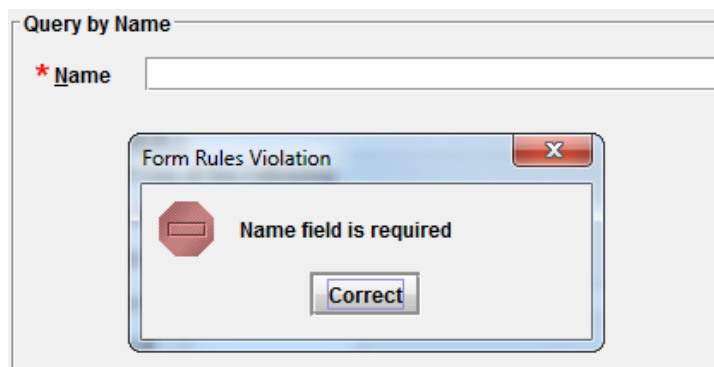 Query by Name
* Name
Form Rules Violation
Name field is required
Correct